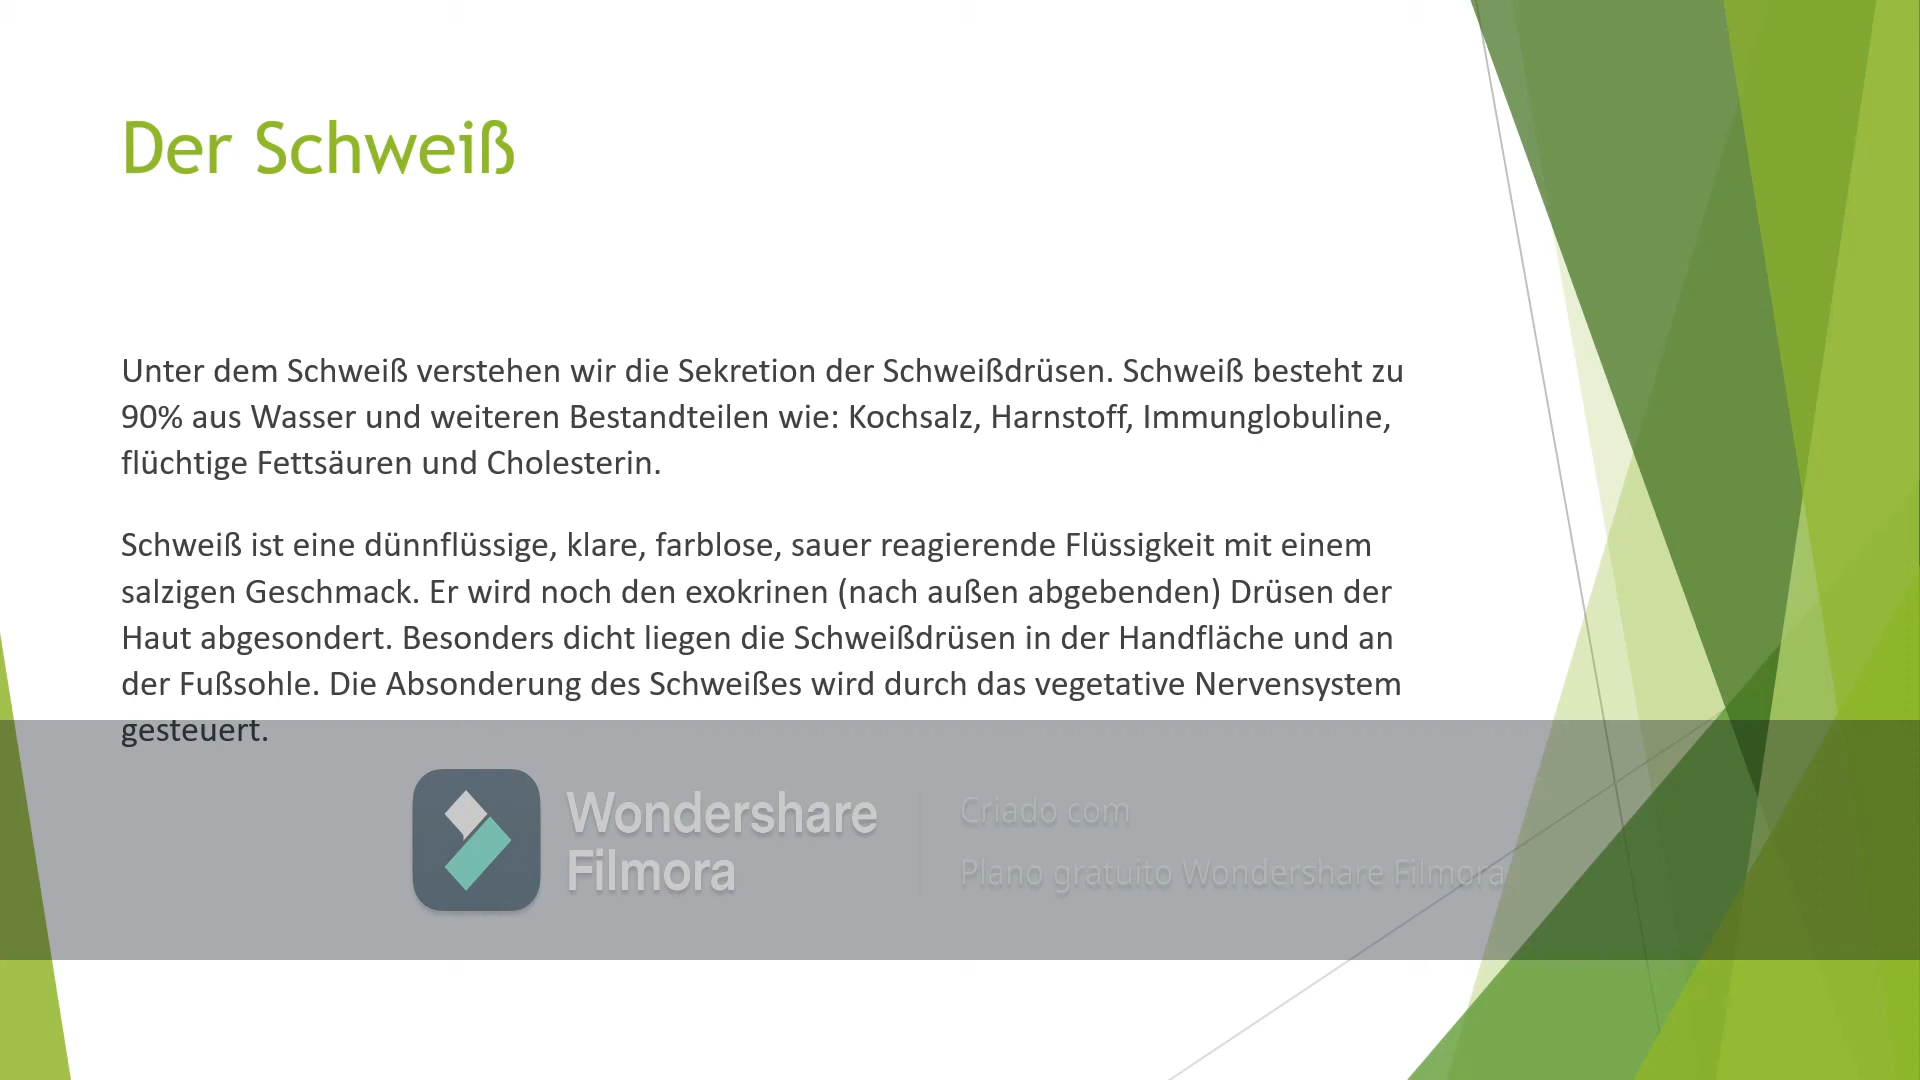 Der Schweiß
Unter dem Schweiß verstehen wir die Sekretion der Schweißdrüsen. Schweiß besteht zu
90% aus Wasser und weiteren Bestandteilen wie: Kochsalz, Harnstoff, Immunglobuline,
flüchtige Fettsäuren und Cholesterin.
Schweiß ist eine dünnflüssige, klare, farblose, sauer reagierende Flüssigkeit mit einem
salzigen Geschmack. Er wird noch den exokrinen (nach außen abgebenden) Drüsen der
Haut abgesondert. Besonders dicht liegen die Schweißdrüsen in der Handfläche und an
der Fußsohle. Die Absonderung des Schweißes wird durch das vegetative Nervensystem
gesteuert.
Wondershare
Filmora
Criado com
Plano gratuito Wondershare Filmora